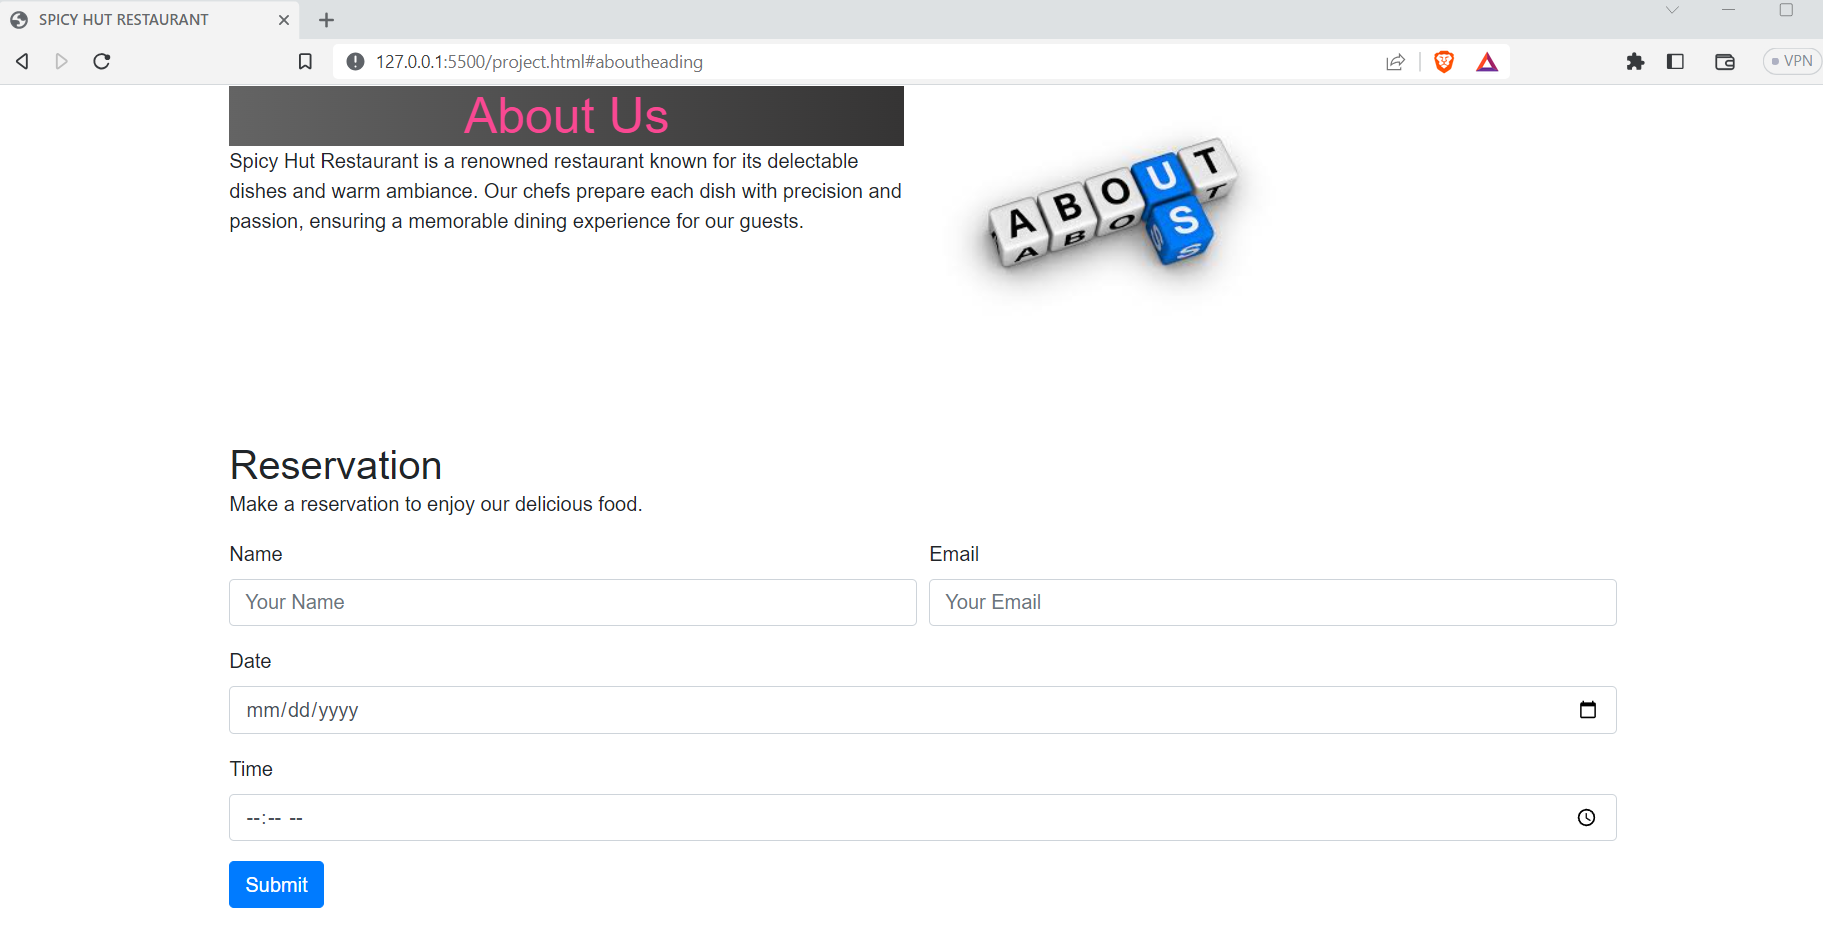 SPICY HUT RESTAURANT
127.0.0.1:5500/project.html#aboutheading
VPN
About Us
Spicy Hut Restaurant is a renowned restaurant known for its delectable
dishes and warm ambiance. Our chefs prepare each dish with precision and
passion, ensuring a memorable dining experience for our guests.
ABOUT
ABO T
US
S
Reservation
Make a reservation to enjoy our delicious food.
Name
Email
Your Name
Your Email
Date
mm/dd/yyyy
Time
--:-- --
Submit